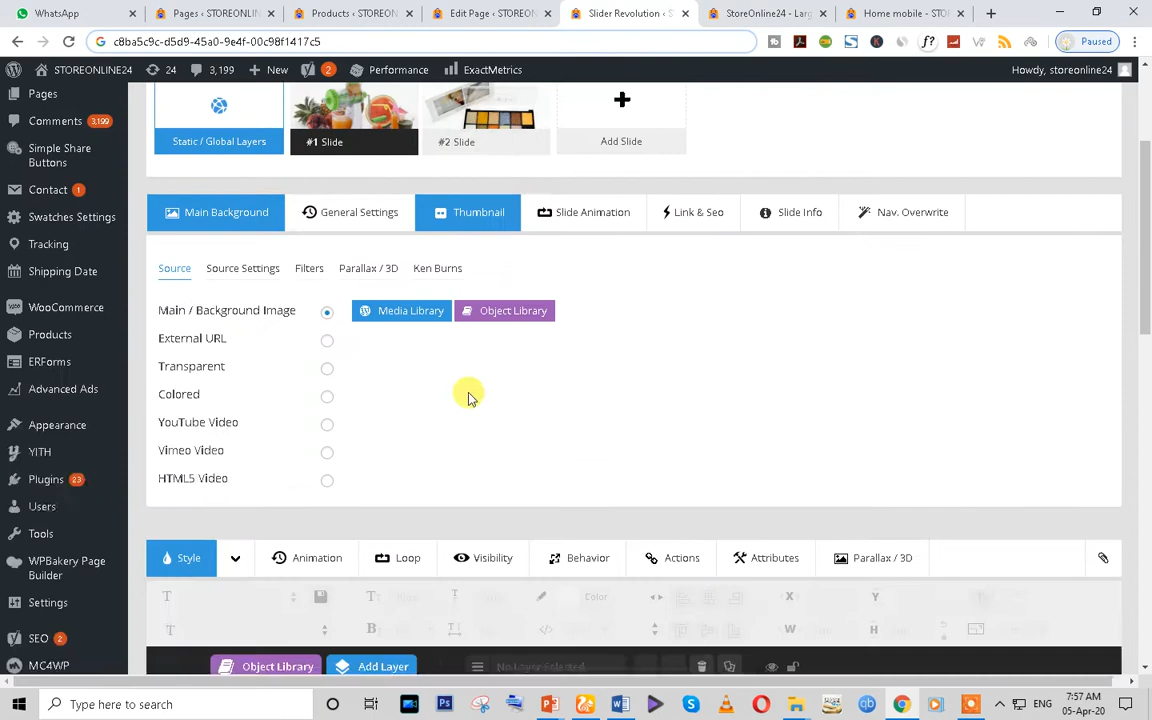 WhatsApp
Pages < STOREONLIN
Products < STOREON
Edit Page < STOREON
Slider Revolution < S
StoreOnline24 - Larg
Home mobile - STO
c8ba5c9c-d5d9-45a0-9e4f-00c98f1417c5
Paused
STOREONLINE24
24
3,199
New
2
Performance
ExactMetrics
Howdy, storeonline24
Pages
Comments 3,199
Simple Share
Buttons
Contact 1
Swatches Settings
Tracking
Shipping Date
WooCommerce
Products
ERForms
Advanced Ads
Appearance
YITH
Plugins 23
Users
Tools
WPBakery Page
Builder
Settings
SEO 2
MC4WP
Static / Global Layers
#1 Slide
#2 Slide
Add Slide
Main Background
General Settings
Thumbnail
Slide Animation
Link & Seo
Slide Info
Nav. Overwrite
Source
Source Settings
Filters
Parallax / 3D
Ken Burns
Main / Background Image
Media Library
Object Library
External URL
Transparent
Colored
YouTube Video
Vimeo Video
HTML5 Video
Style
Animation
Loop
Visibility
Behavior
Actions
Attributes
Parallax / 3D
Color
X
Y
W
H
Object Library
Add Layer
No Layer Selected
Type here to search
ENG
7:57 AM
05-Apr-20